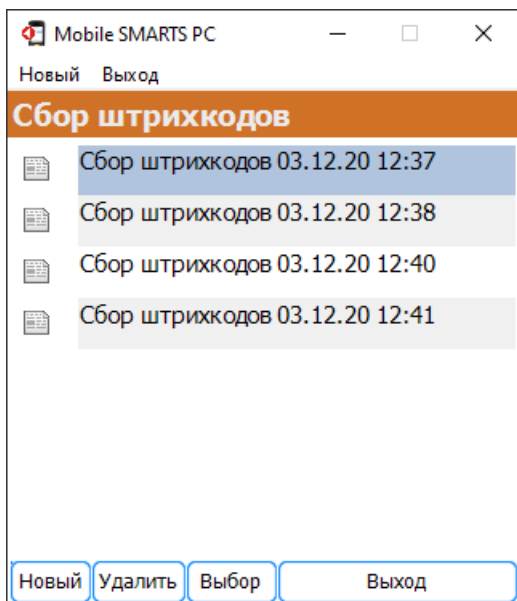 Mobile SMARTS PC
Новый Выход
Сбор штрихкодов
Сбор штрихкодов 03.12.20 12:37
Сбор штрихкодов 03.12.20 12:38
Сбор штрихкодов 03.12.20 12:40
Сбор штрихкодов 03.12.20 12:41
Новый Удалить Выбор Выход